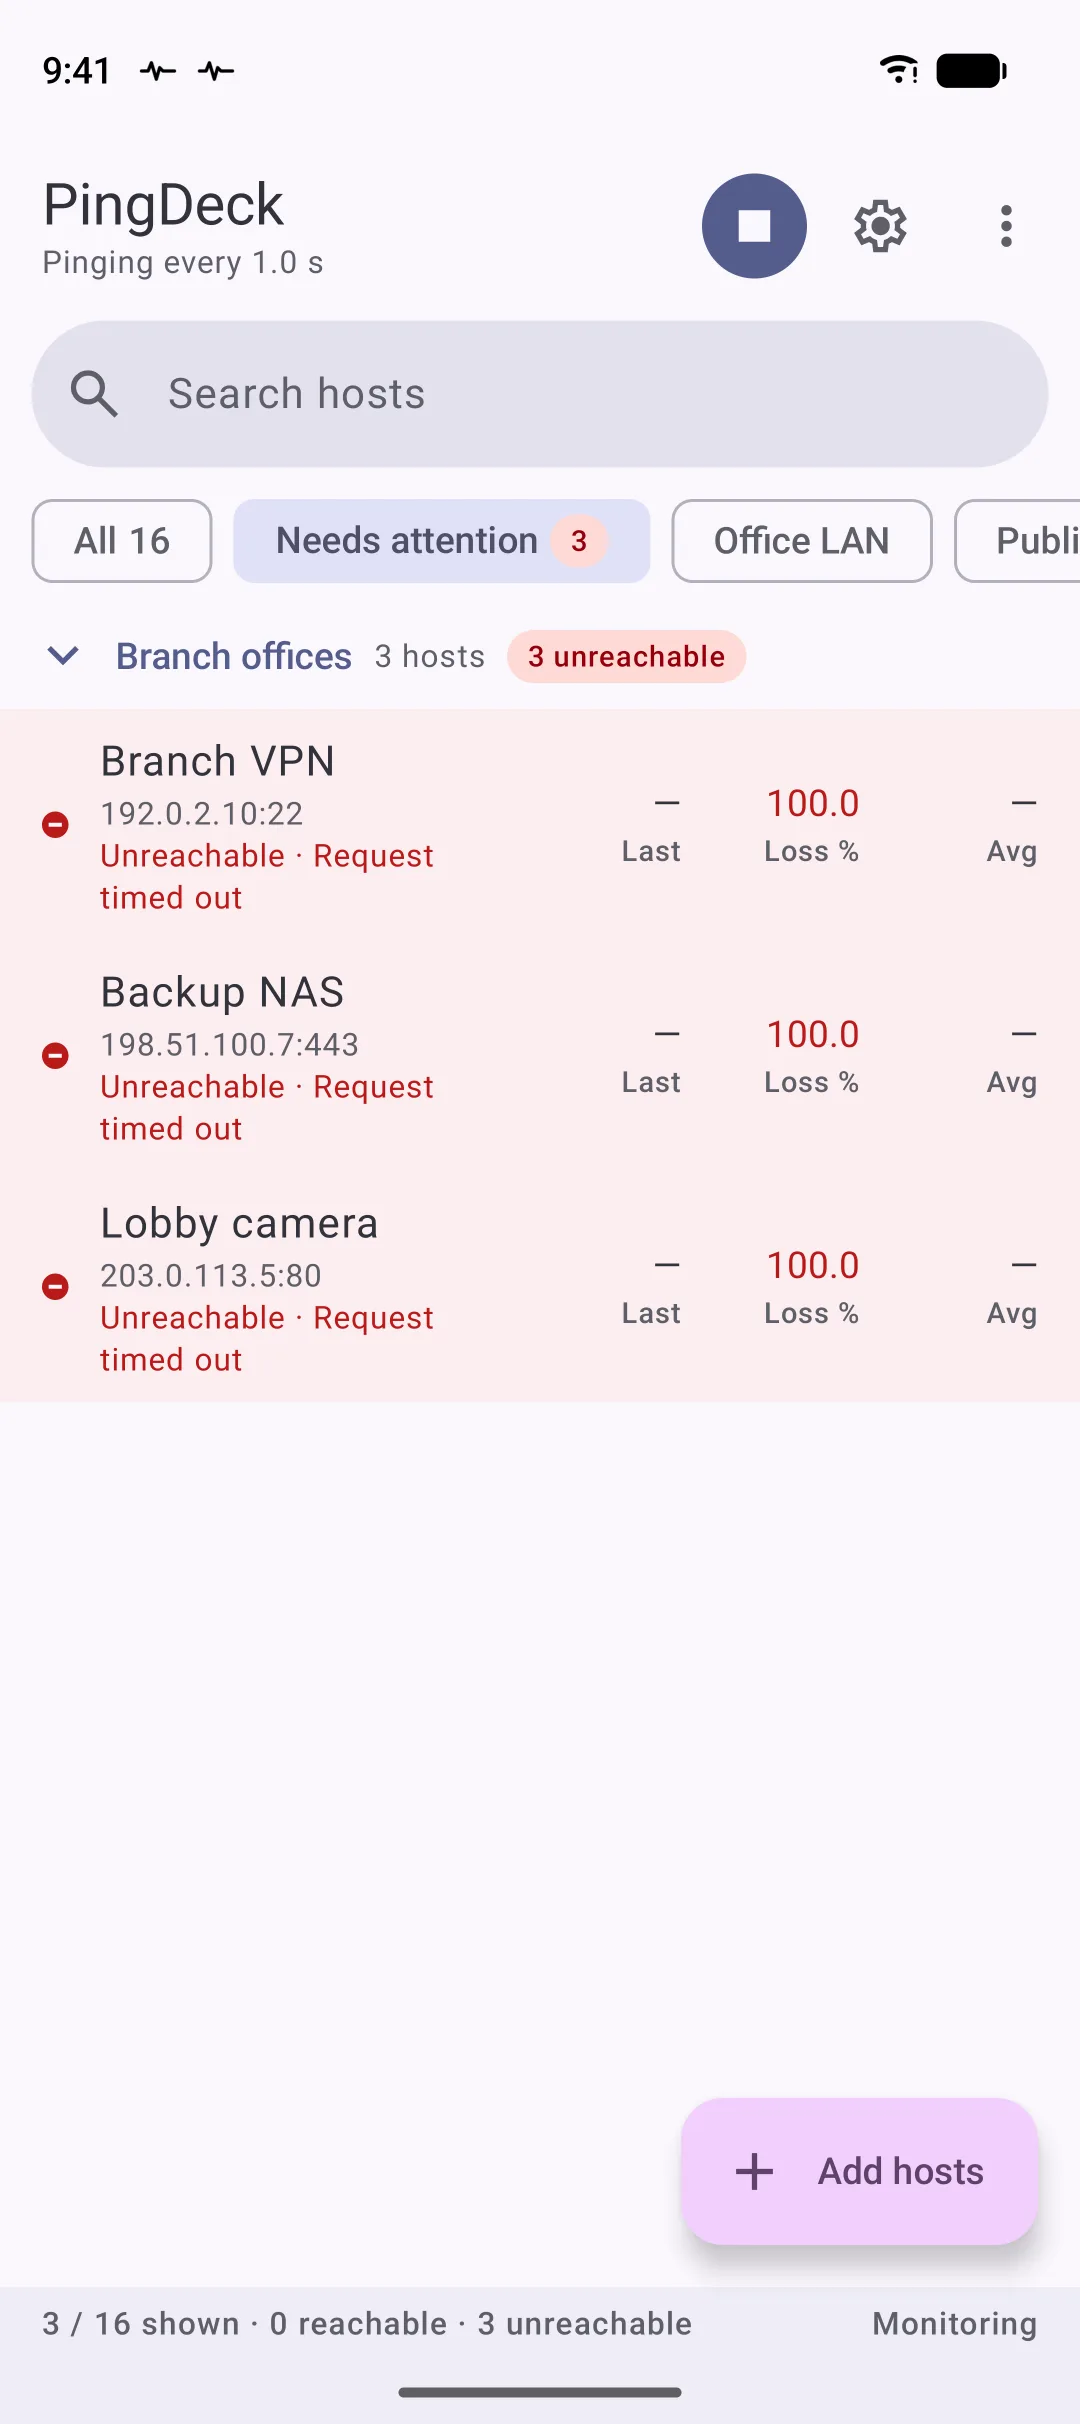 9:41
PingDeck
Pinging every 1.0 s
Search hosts
All 16
Needs attention 3
Office LAN
Publi
Branch offices 3 hosts 3 unreachable
Branch VPN
192.0.2.10:22
Unreachable · Request
timed out
– 100.0 –
Last Loss % Avg
Backup NAS
198.51.100.7:443
Unreachable · Request
timed out
– 100.0 –
Last Loss % Avg
Lobby camera
203.0.113.5:80
Unreachable · Request
timed out
– 100.0 –
Last Loss % Avg
Add hosts
3 / 16 shown · 0 reachable · 3 unreachable
Monitoring